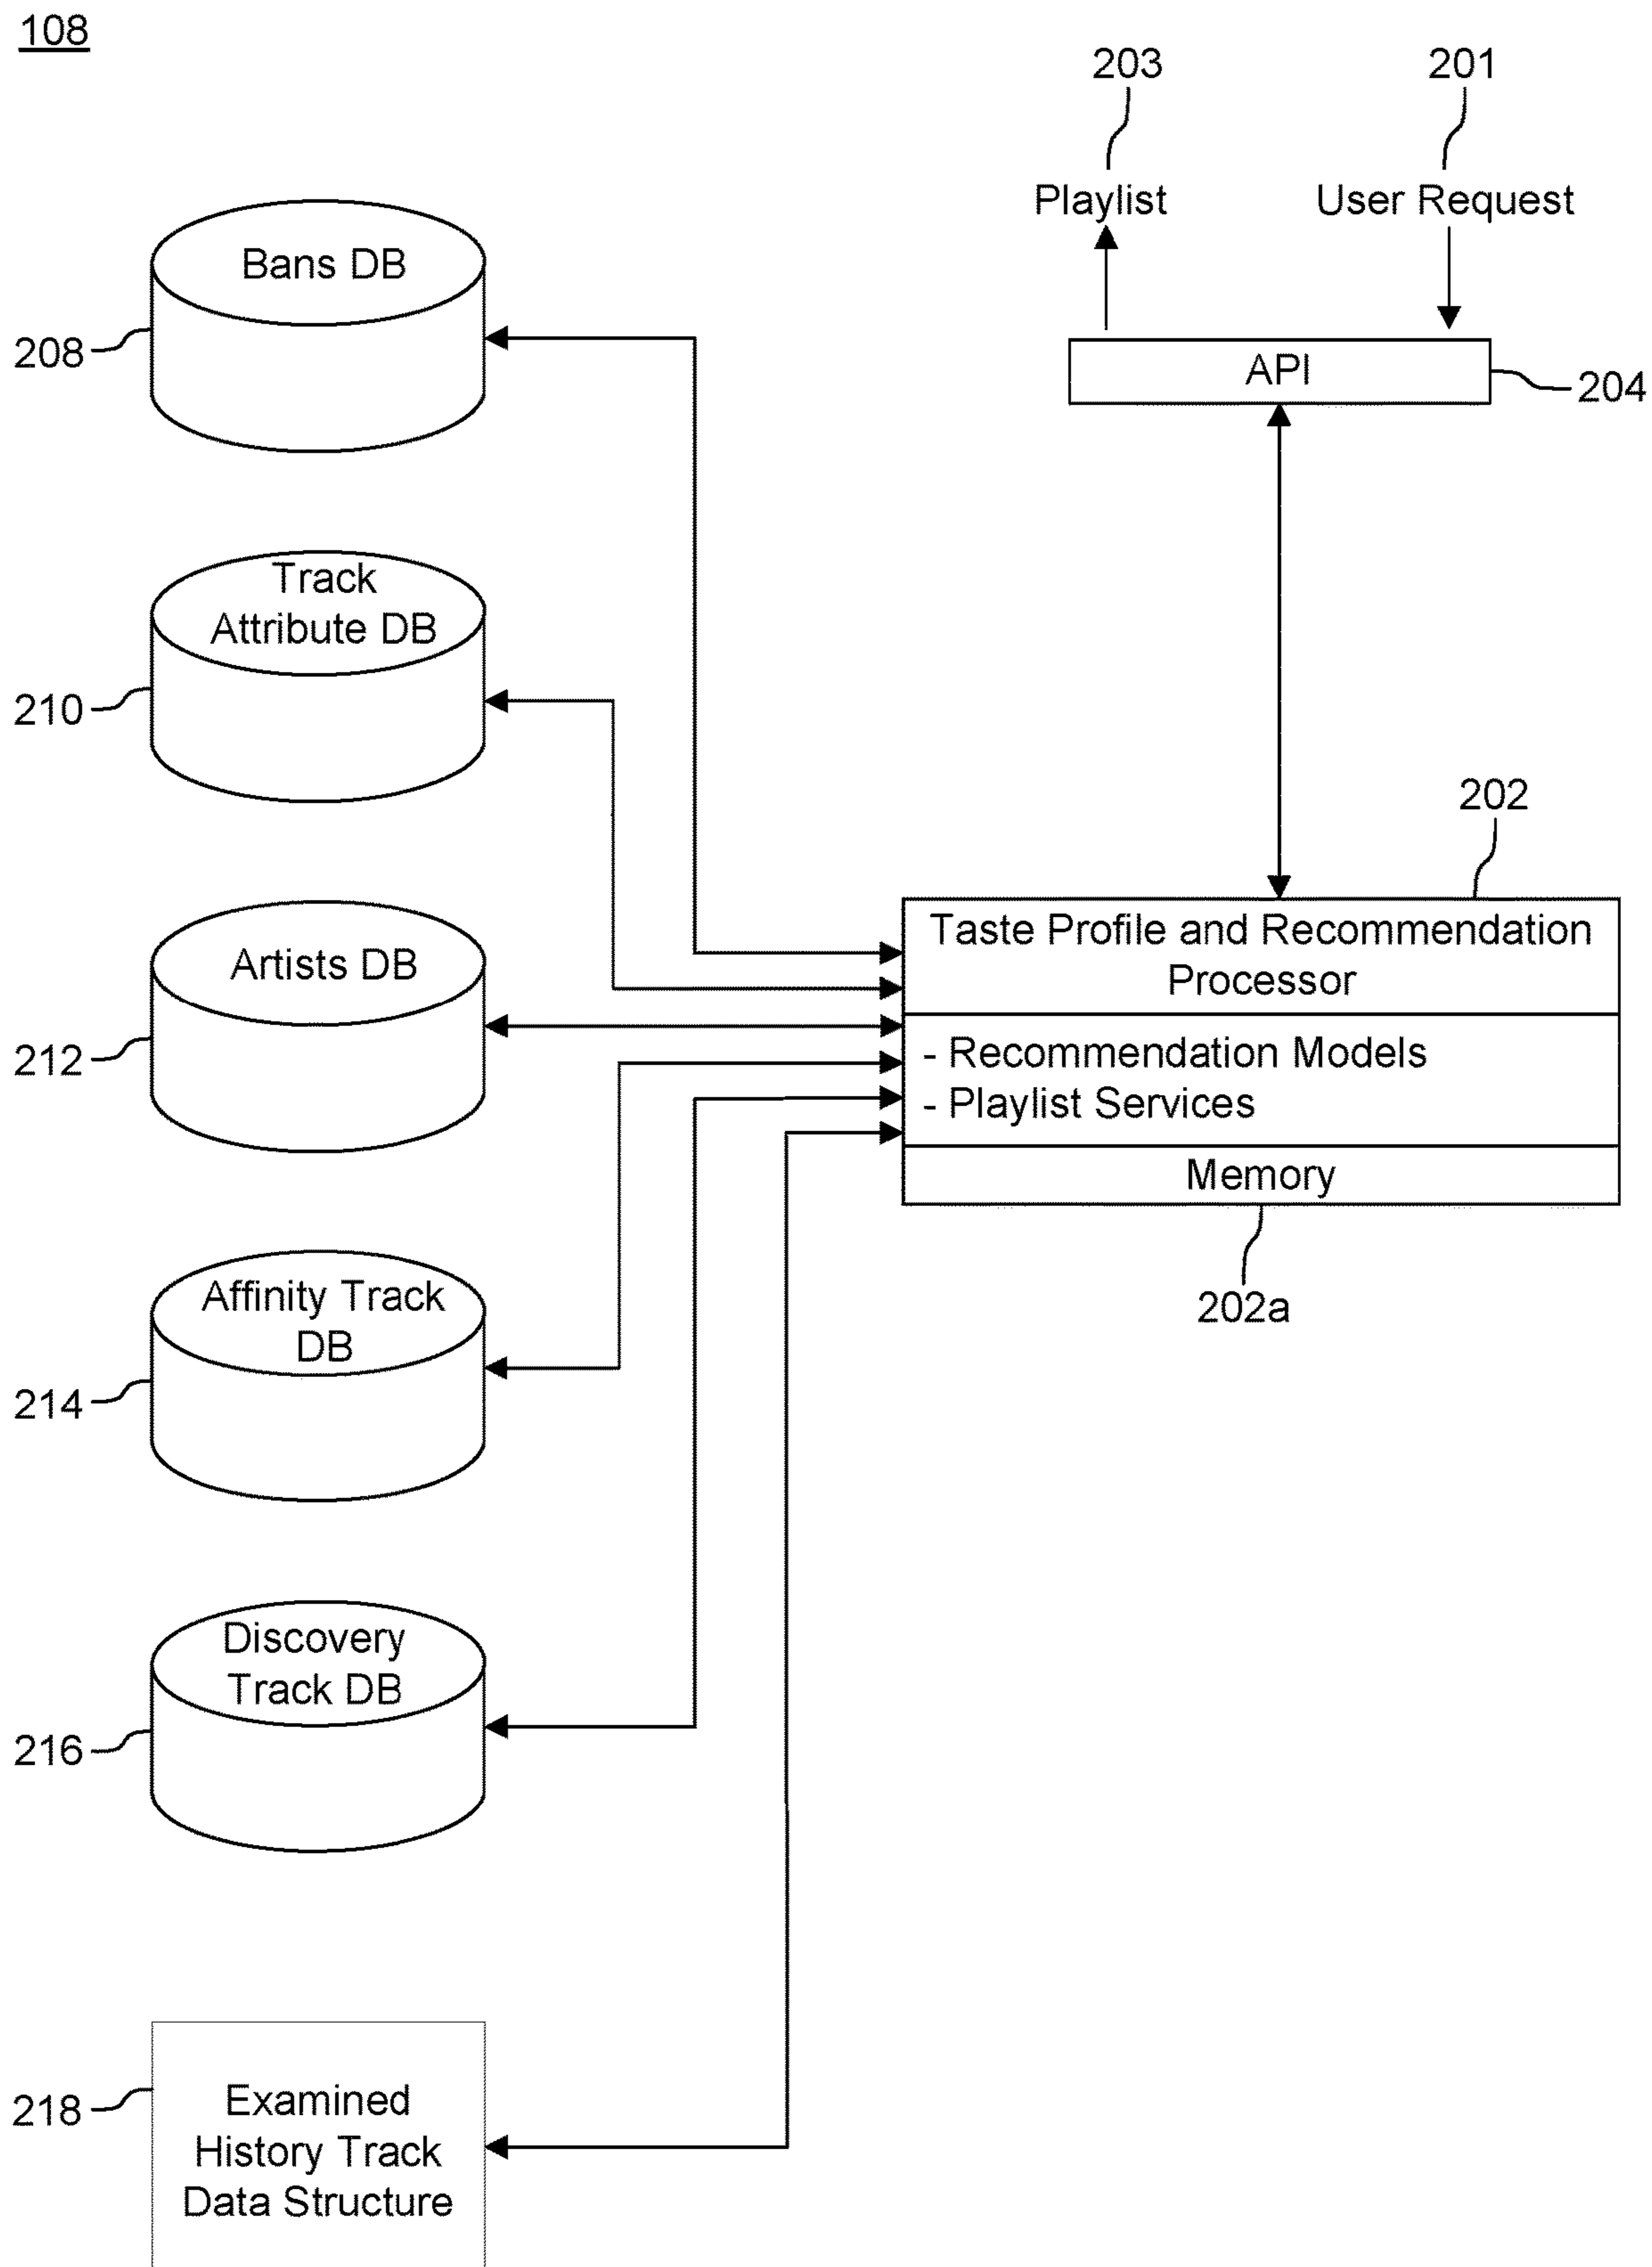 108
203
201
Playlist
User Request
Bans DB
208
API
204
Track
Attribute DB
210
202
Taste Profile and Recommendation
Processor
Artists DB
212
- Recommendation Models
- Playlist Services
Memory
202a
Affinity Track
DB
214
Discovery
Track DB
216
218
Examined
History Track
Data Structure